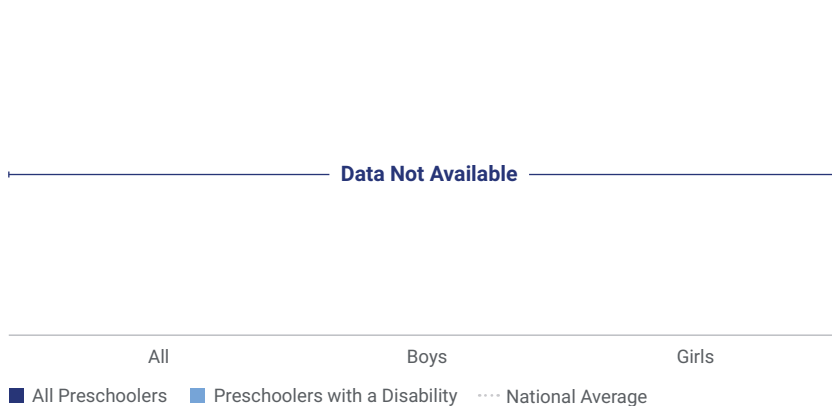 Data Not Available
All Boys Girls
All Preschoolers Preschoolers with a Disability National Average